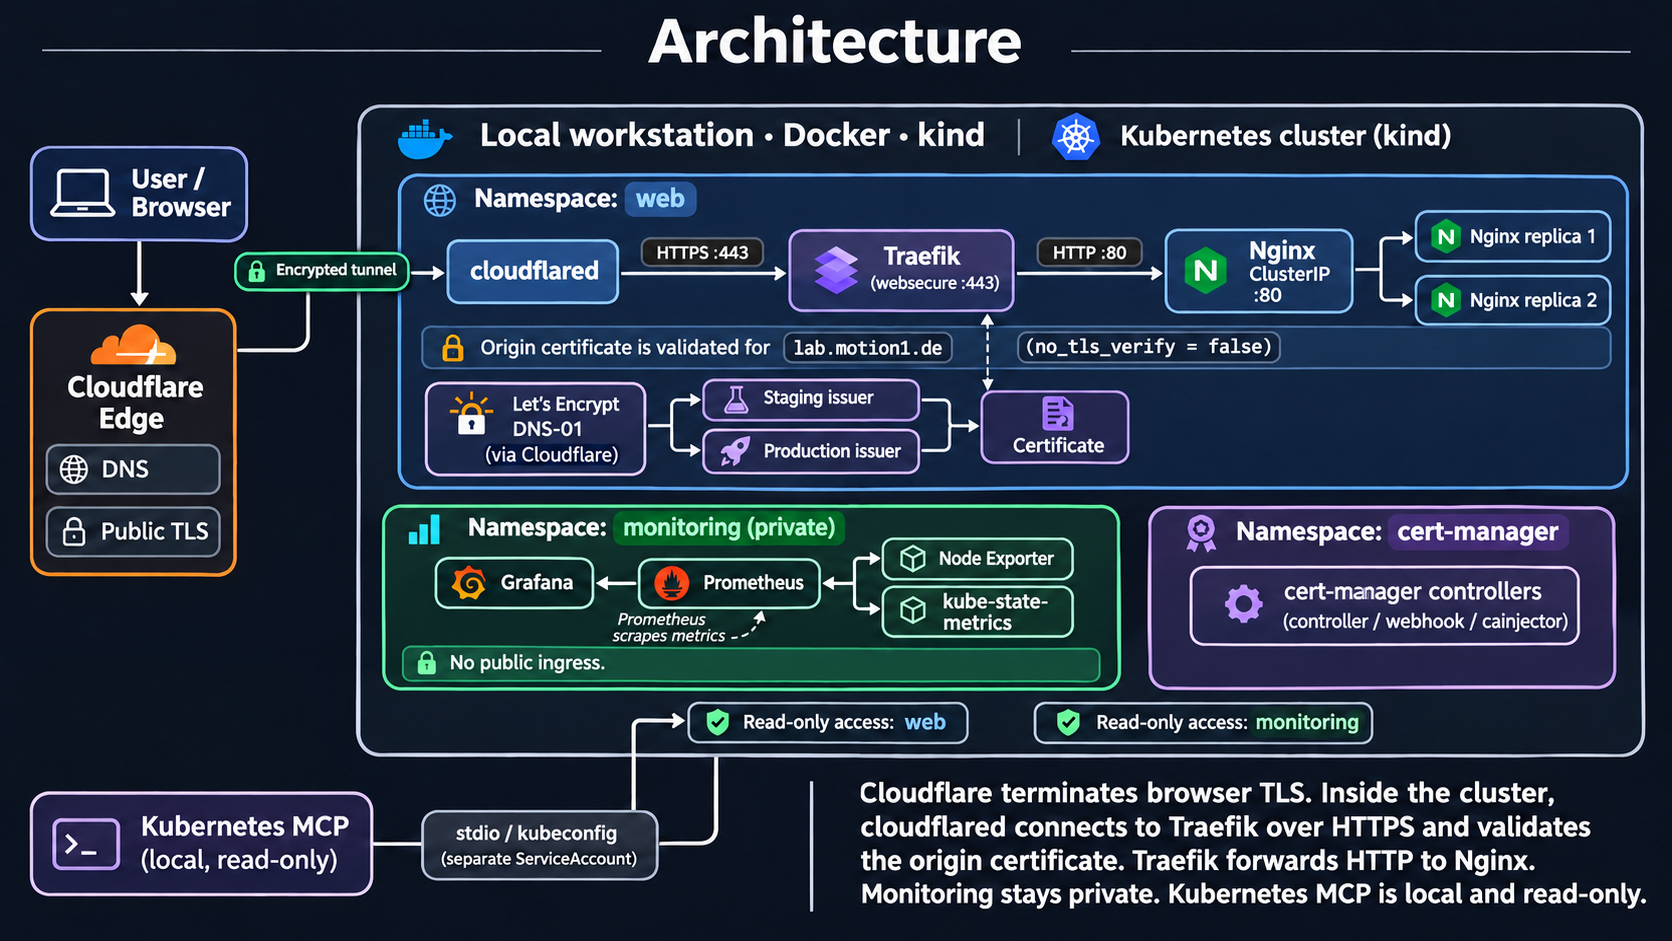 Architecture
Local workstation • Docker • kind
Kubernetes cluster (kind)
User /
Browser
Encrypted tunnel
Cloudflare
Edge
DNS
Public TLS
Namespace: web
cloudflared
HTTPS :443
Traefik
(websecure :443)
HTTP :80
Nginx
ClusterIP
:80
Nginx replica 1
Nginx replica 2
Origin certificate is validated for lab.motion1.de (no_tls_verify = false)
Let's Encrypt
DNS-01
(via Cloudflare)
Staging issuer
Production issuer
Certificate
Namespace: monitoring (private)
Grafana
Prometheus
Node Exporter
kube-state-
metrics
Prometheus
scrapes metrics
No public ingress.
Namespace: cert-manager
cert-manager controllers
(controller / webhook / cainjector)
Read-only access: web
Read-only access: monitoring
Kubernetes MCP
(local, read-only)
stdio / kubeconfig
(separate ServiceAccount)
Cloudflare terminates browser TLS. Inside the cluster,
cloudflared connects to Traefik over HTTPS and validates
the origin certificate. Traefik forwards HTTP to Nginx.
Monitoring stays private. Kubernetes MCP is local and read-only.